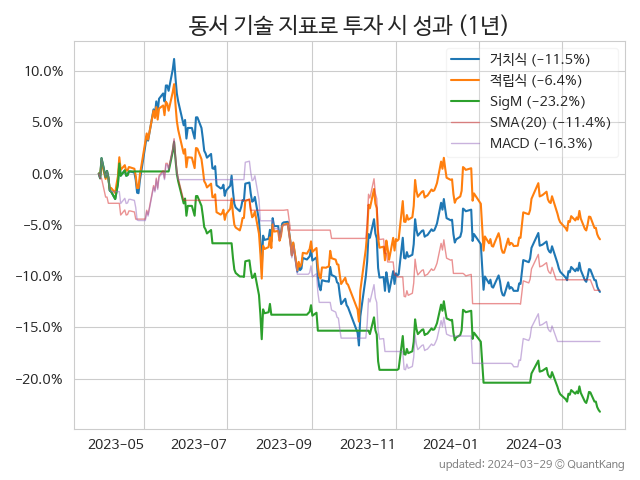 동서 기술 지표로 투자 시 성과 (1년)
거치식 (−11.5%)
적립식 (−6.4%)
SigM (−23.2%)
SMA(20) (−11.4%)
MACD (−16.3%)
10.0%
5.0%
0.0%
−5.0%
−10.0%
−15.0%
−20.0%
2023-05 2023-07 2023-09 2023-11 2024-01 2024-03
updated: 2024-03-29 © QuantKang